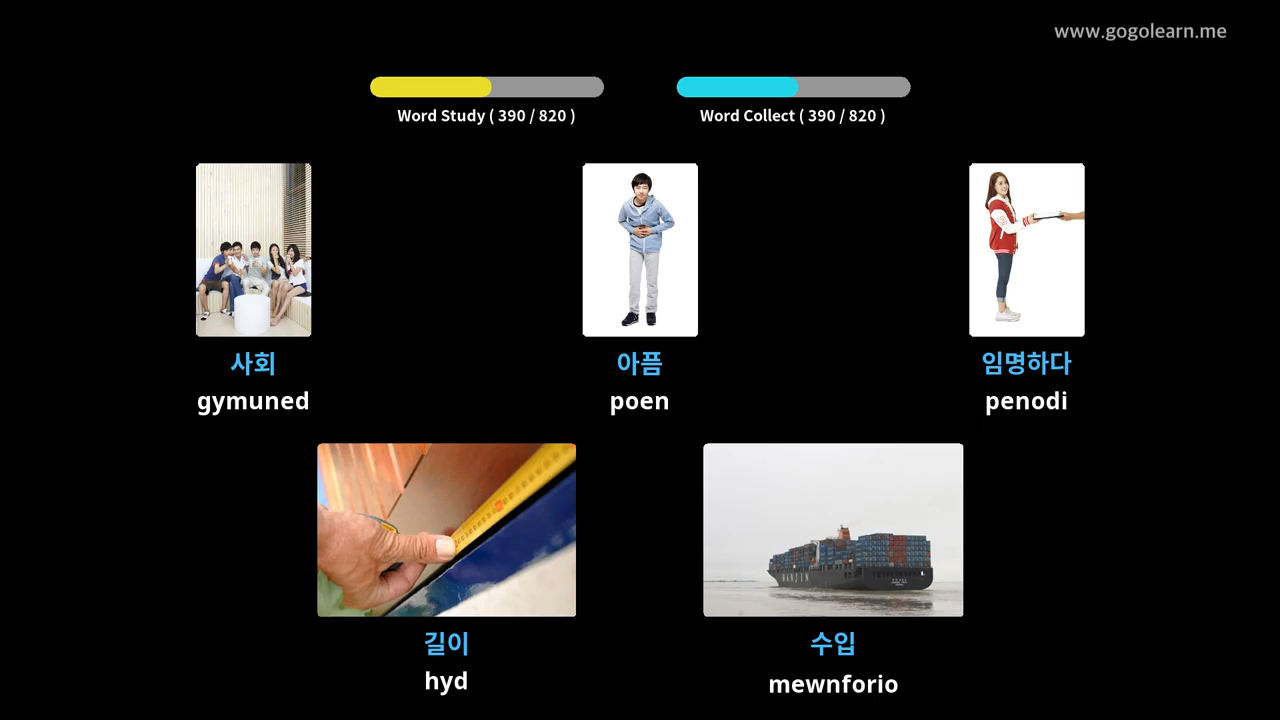 www.gogolearn.me
Word Study ( 390 / 820 )
Word Collect ( 390 / 820 )
사회
gymuned
아픔
poen
임명하다
penodi
HANJIN
길이
hyd
수입
mewnforio